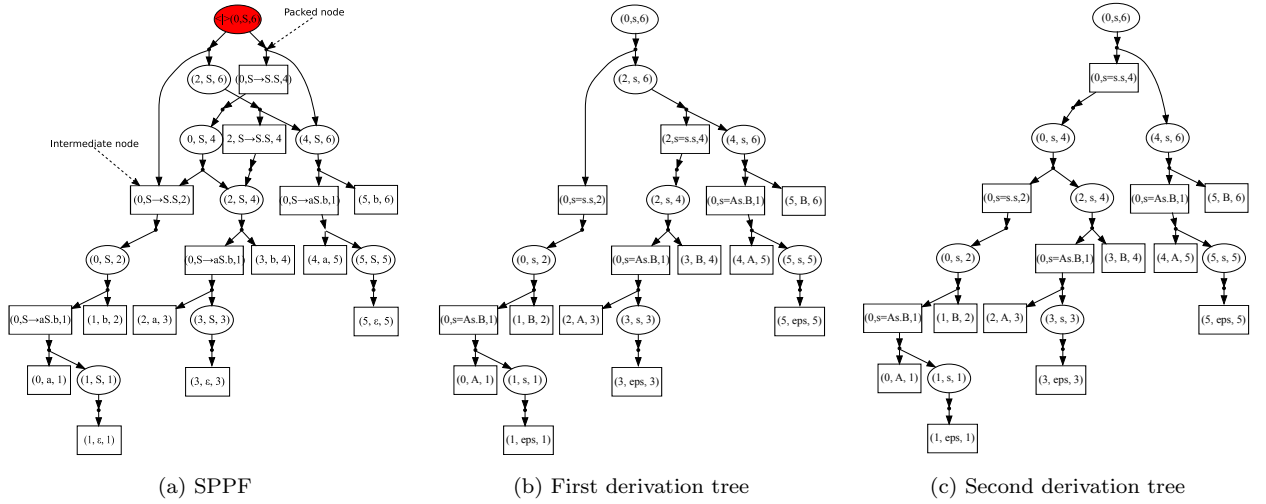 <|>(0,S,6)
Packed node
(2, S, 6)
(0,S→S.S,4)
0, S, 4
2, S→S.S, 4
(4, S, 6)
Intermedjate node
(0,S→S.S,2)
(2, S, 4)
(0,S→aS.b,1)
(5, b, 6)
(0, S, 2)
(0,S→aS.b,1)
(3, b, 4)
(4, a, 5)
(5, S, 5)
(0,S→aS.b,1)
(1, b, 2)
(2, a, 3)
(3, S, 3)
(5, ε, 5)
(0, a, 1)
(1, S, 1)
(3, ε, 3)
(1, ε, 1)
(a) SPPF
(0,s,6)
(2, s, 6)
(2,s=s.s,4)
(4, s, 6)
(0,s=s.s,2)
(2, s, 4)
(0,s=As.B,1)
(5, B, 6)
(0, s, 2)
(0,s=As.B,1)
(3, B, 4)
(4, A, 5)
(5, s, 5)
(0,s=As.B,1)
(1, B, 2)
(2, A, 3)
(3, s, 3)
(5, eps, 5)
(0, A, 1)
(1, s, 1)
(3, eps, 3)
(1, eps, 1)
(b) First derivation tree
(0,s,6)
(0,s=s.s,4)
(0, s, 4)
(4, s, 6)
(0,s=s.s,2)
(2, s, 4)
(0,s=As.B,1)
(5, B, 6)
(0, s, 2)
(0,s=As.B,1)
(3, B, 4)
(4, A, 5)
(5, s, 5)
(0,s=As.B,1)
(1, B, 2)
(2, A, 3)
(3, s, 3)
(5, eps, 5)
(0, A, 1)
(1, s, 1)
(3, eps, 3)
(1, eps, 1)
(c) Second derivation tree